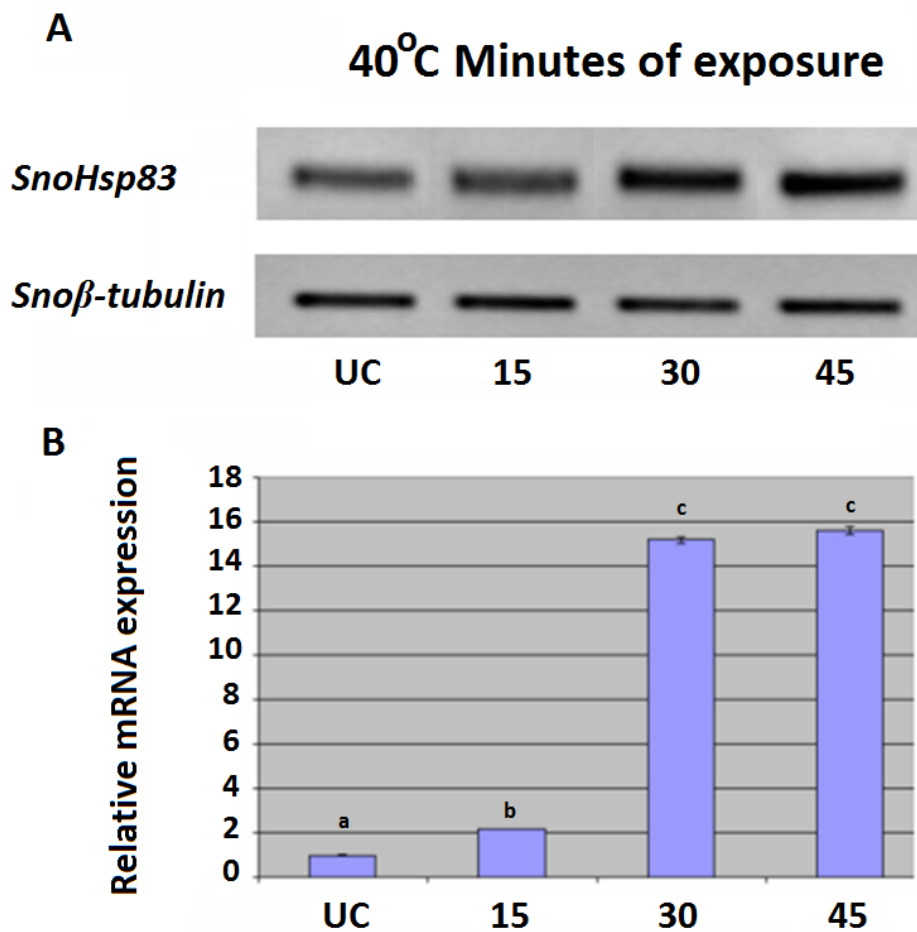 A
40°C Minutes of exposure
SnoHsp83
Snoβ-tubulin
UC 15 30 45
B
Relative mRNA expression
18
16
14
12
10
8
6
4
2
0
a b c c
UC 15 30 45